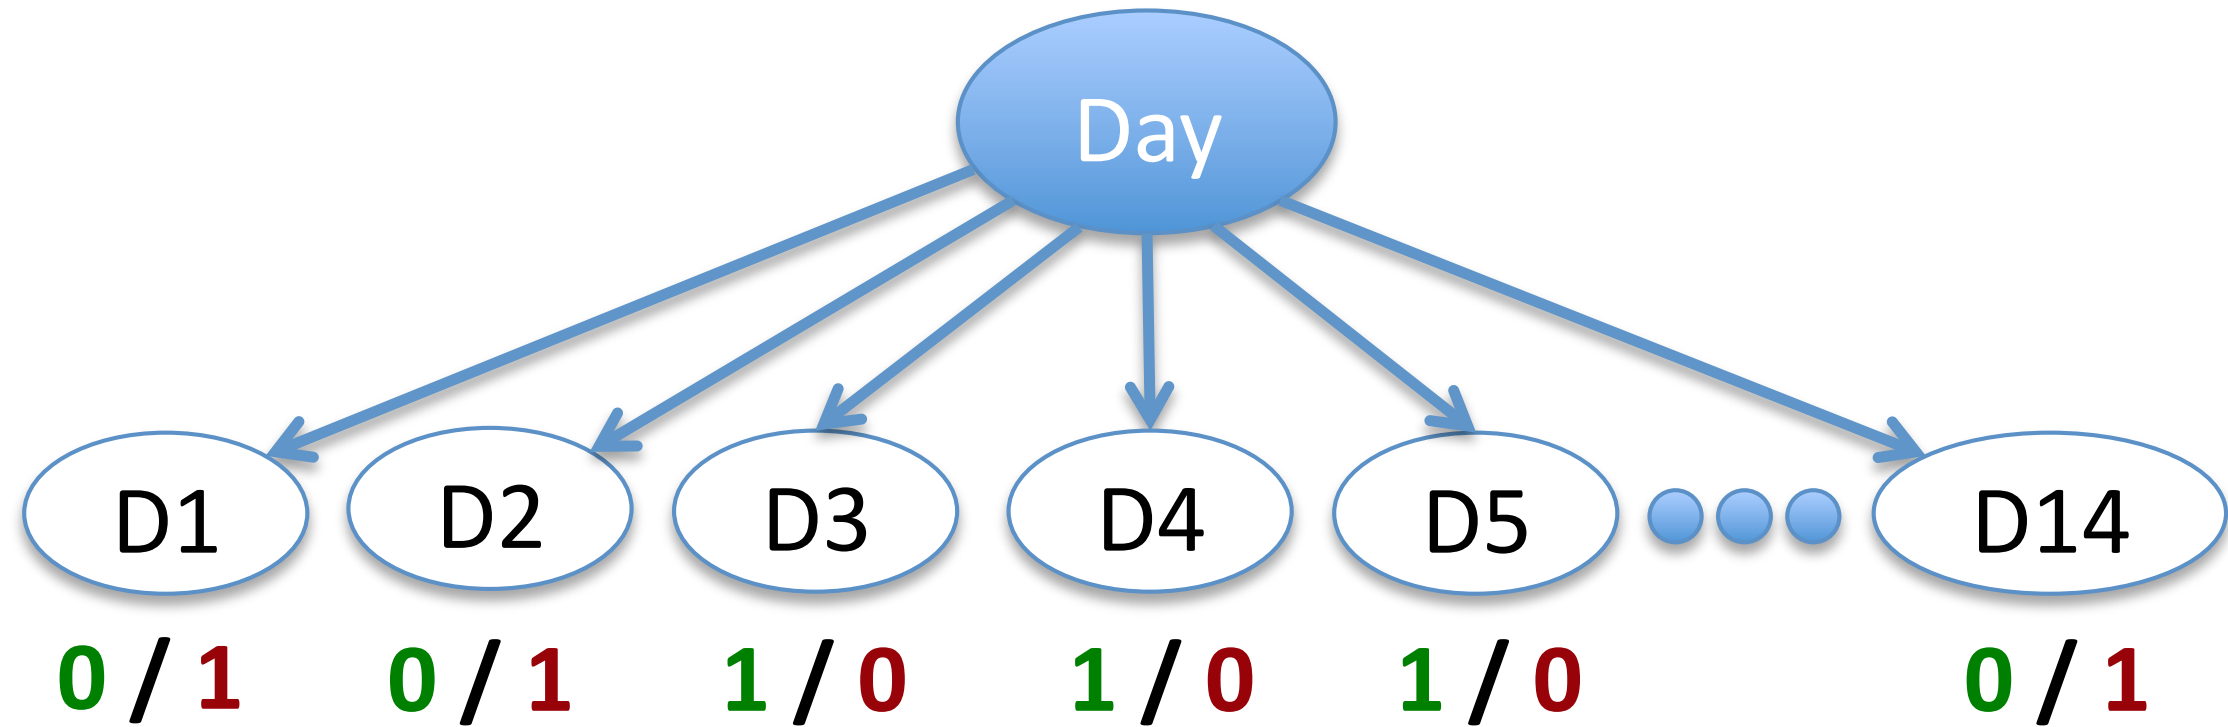 Day
D1 D2 D3 D4 D5 D14
0 / 1 0 / 1 1 / 0 1 / 0 1 / 0 0 / 1